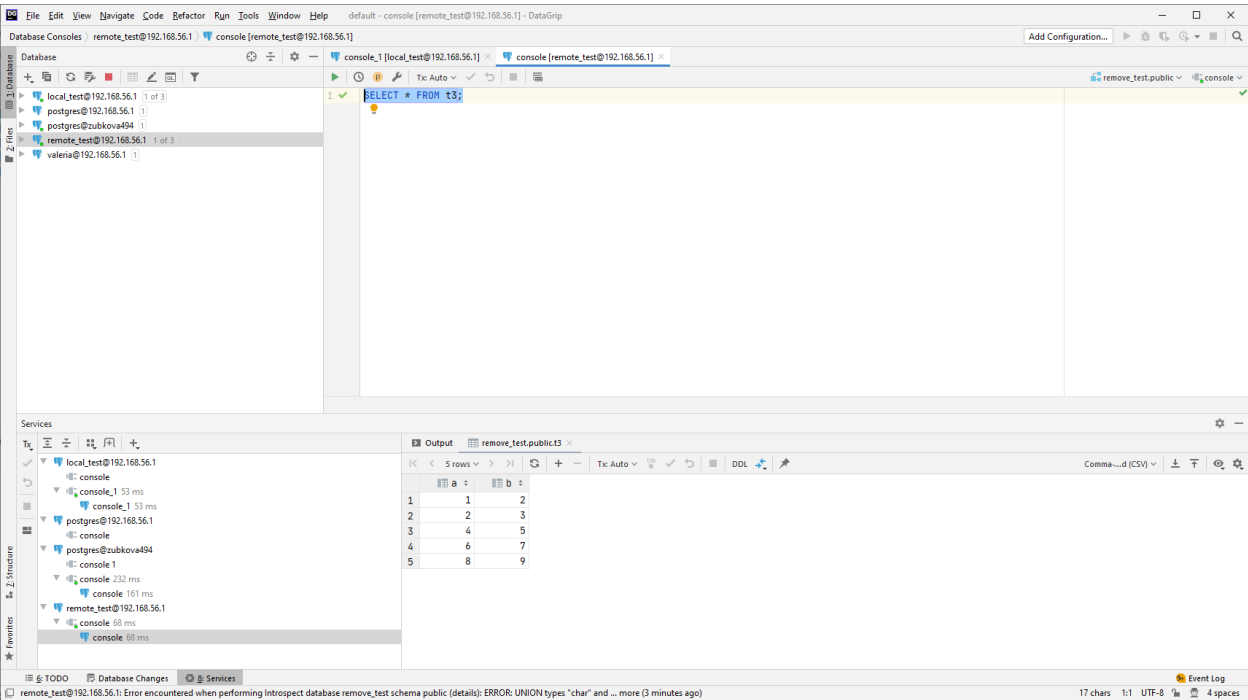 File Edit View Navigate Code Refactor Run Tools Window Help default - console [remote_test@192.168.56.1] - DataGrip
Database Consoles remote_test@192.168.56.1 console [remote_test@192.168.56.1] Add Configuration...
1: Database
2: Files
Z: Structure
Favorites
Database
console_1 [local_test@192.168.56.1] console [remote_test@192.168.56.1]
Tx: Auto remove_test.public console
local_test@192.168.56.1 1 of 3
postgres@192.168.56.1 1
postgres@zubkova494 1
remote_test@192.168.56.1 1 of 3
valeria@192.168.56.1 1
1 SELECT * FROM t3;
Services
Tx
local_test@192.168.56.1
console
console_1 53 ms
console_1 53 ms
postgres@192.168.56.1
console
postgres@zubkova494
console 1
console 232 ms
console 161 ms
remote_test@192.168.56.1
console 68 ms
console 68 ms
Output remove_test.public.t3
5 rows Tx: Auto DB DDL Comma-...d (CSV)
a b
1 1 2
2 2 3
3 4 5
4 6 7
5 8 9
6: TODO Database Changes 8: Services Event Log
remote_test@192.168.56.1: Error encountered when performing Introspect database remove_test schema public (details): ERROR: UNION types "char" and ... more (3 minutes ago) 17 chars 1:1 UTF-8 4 spaces